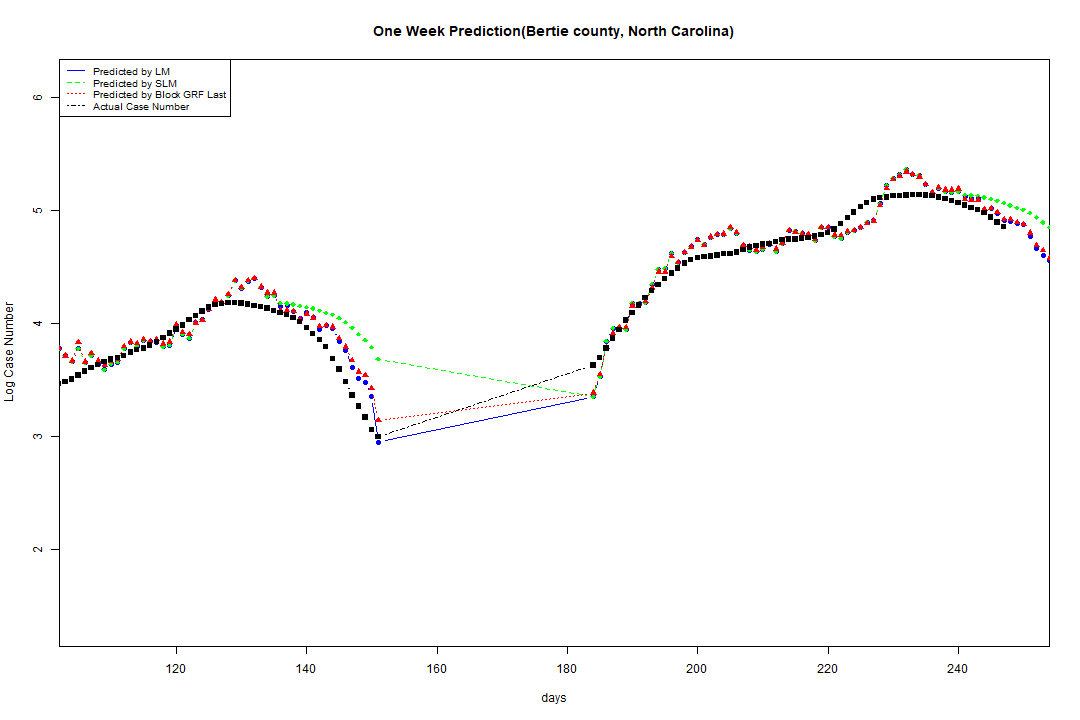 One Week Prediction(Bertie county, North Carolina)
Predicted by LM
Predicted by SLM
Predicted by Block GRF Last
Actual Case Number
6
5
4
3
2
Log Case Number
120 140 160 180 200 220 240
days